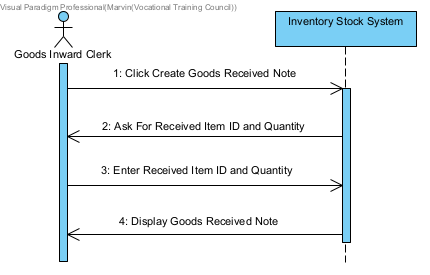 Visual Paradigm Professional(Marvin(Vocational Training Council))
Inventory Stock System
Goods Inward Clerk
1: Click Create Goods Received Note
2: Ask For Received Item ID and Quantity
3: Enter Received Item ID and Quantity
4: Display Goods Received Note